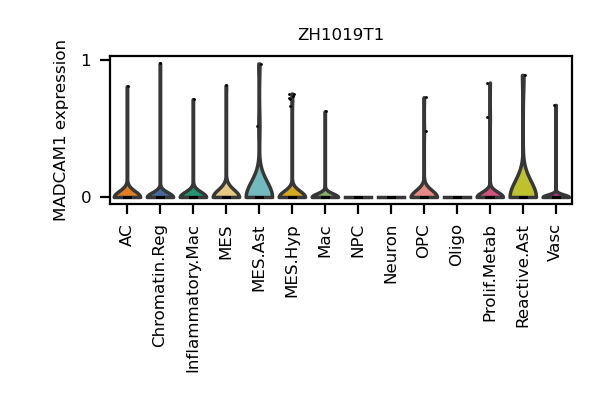 ZH1019T1
MADCAM1 expression
1
0
AC
Chromatin.Reg
Inflammatory.Mac
MES
MES.Ast
MES.Hyp
Mac
NPC
Neuron
OPC
Oligo
Prolif.Metab
Reactive.Ast
Vasc